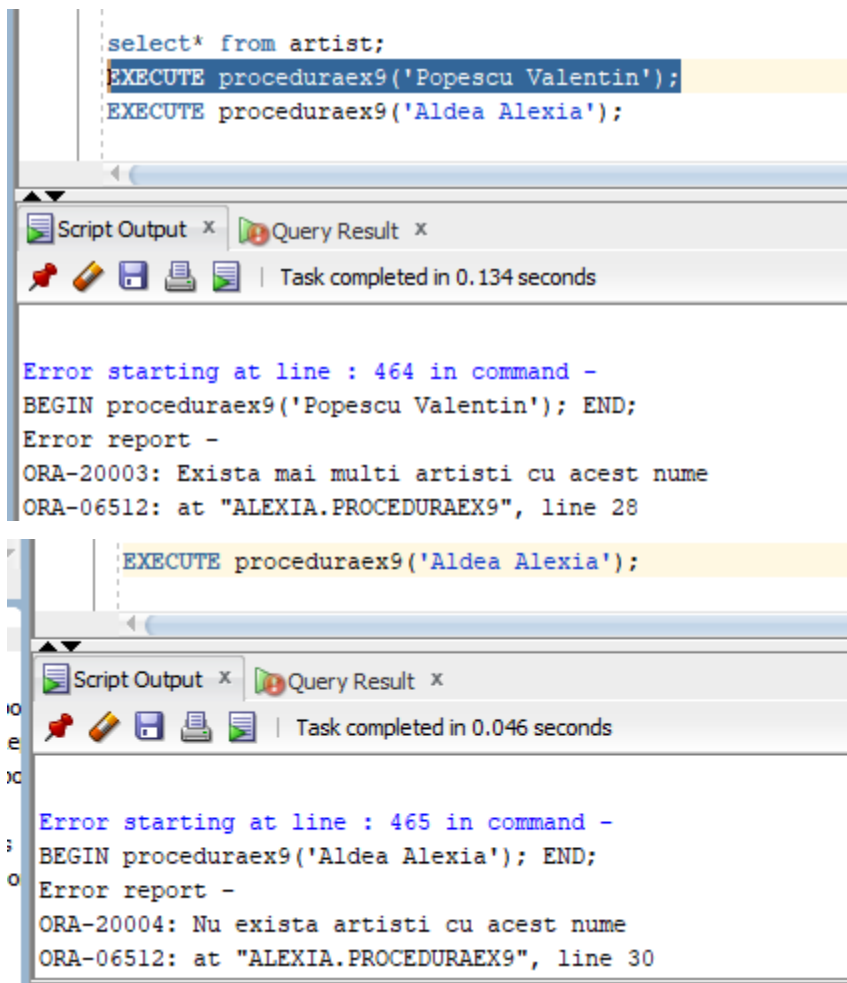 select* from artist;
EXECUTE proceduraex9('Popescu Valentin');
EXECUTE proceduraex9('Aldea Alexia');
Script Output x Query Result x
Task completed in 0.134 seconds
Error starting at line : 464 in command -
BEGIN proceduraex9('Popescu Valentin'); END;
Error report -
ORA-20003: Exista mai multi artisti cu acest nume
ORA-06512: at "ALEXIA.PROCEDURAEX9", line 28
EXECUTE proceduraex9('Aldea Alexia');
Script Output x Query Result x
Task completed in 0.046 seconds
Error starting at line : 465 in command -
BEGIN proceduraex9('Aldea Alexia'); END;
Error report -
ORA-20004: Nu exista artisti cu acest nume
ORA-06512: at "ALEXIA.PROCEDURAEX9", line 30